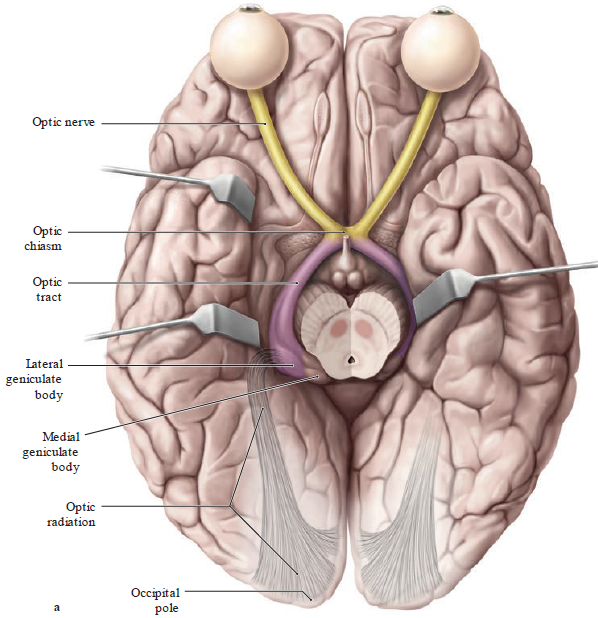 Optic nerve
Optic
chiasm
Optic
tract
Lateral
geniculate
body
Medial
geniculate
body
Optic
radiation
Occipital
pole
a